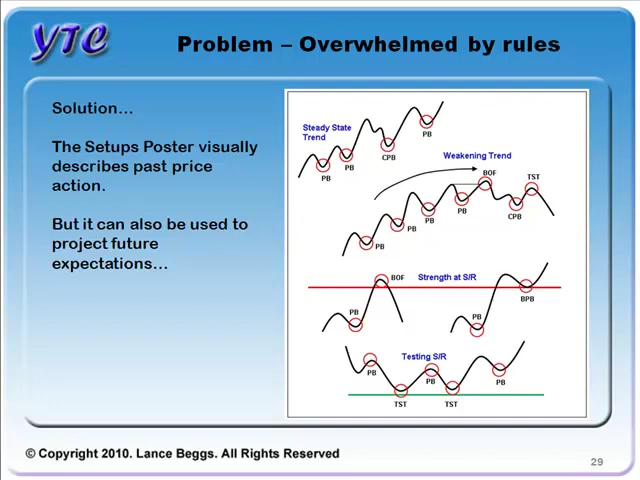 YTC
Problem – Overwhelmed by rules
Solution…
The Setups Poster visually
describes past price
action.
But it can also be used to
project future
expectations…
Steady State
Trend
PB
PB
CPB
PB
Weakening Trend
BOF
TST
PB
PB
PB
PB
CPB
Strength at S/R
BOF
PB
PB
BPB
Testing S/R
PB
TST
PB
TST
PB
© Copyright 2010. Lance Beggs. All Rights Reserved
29